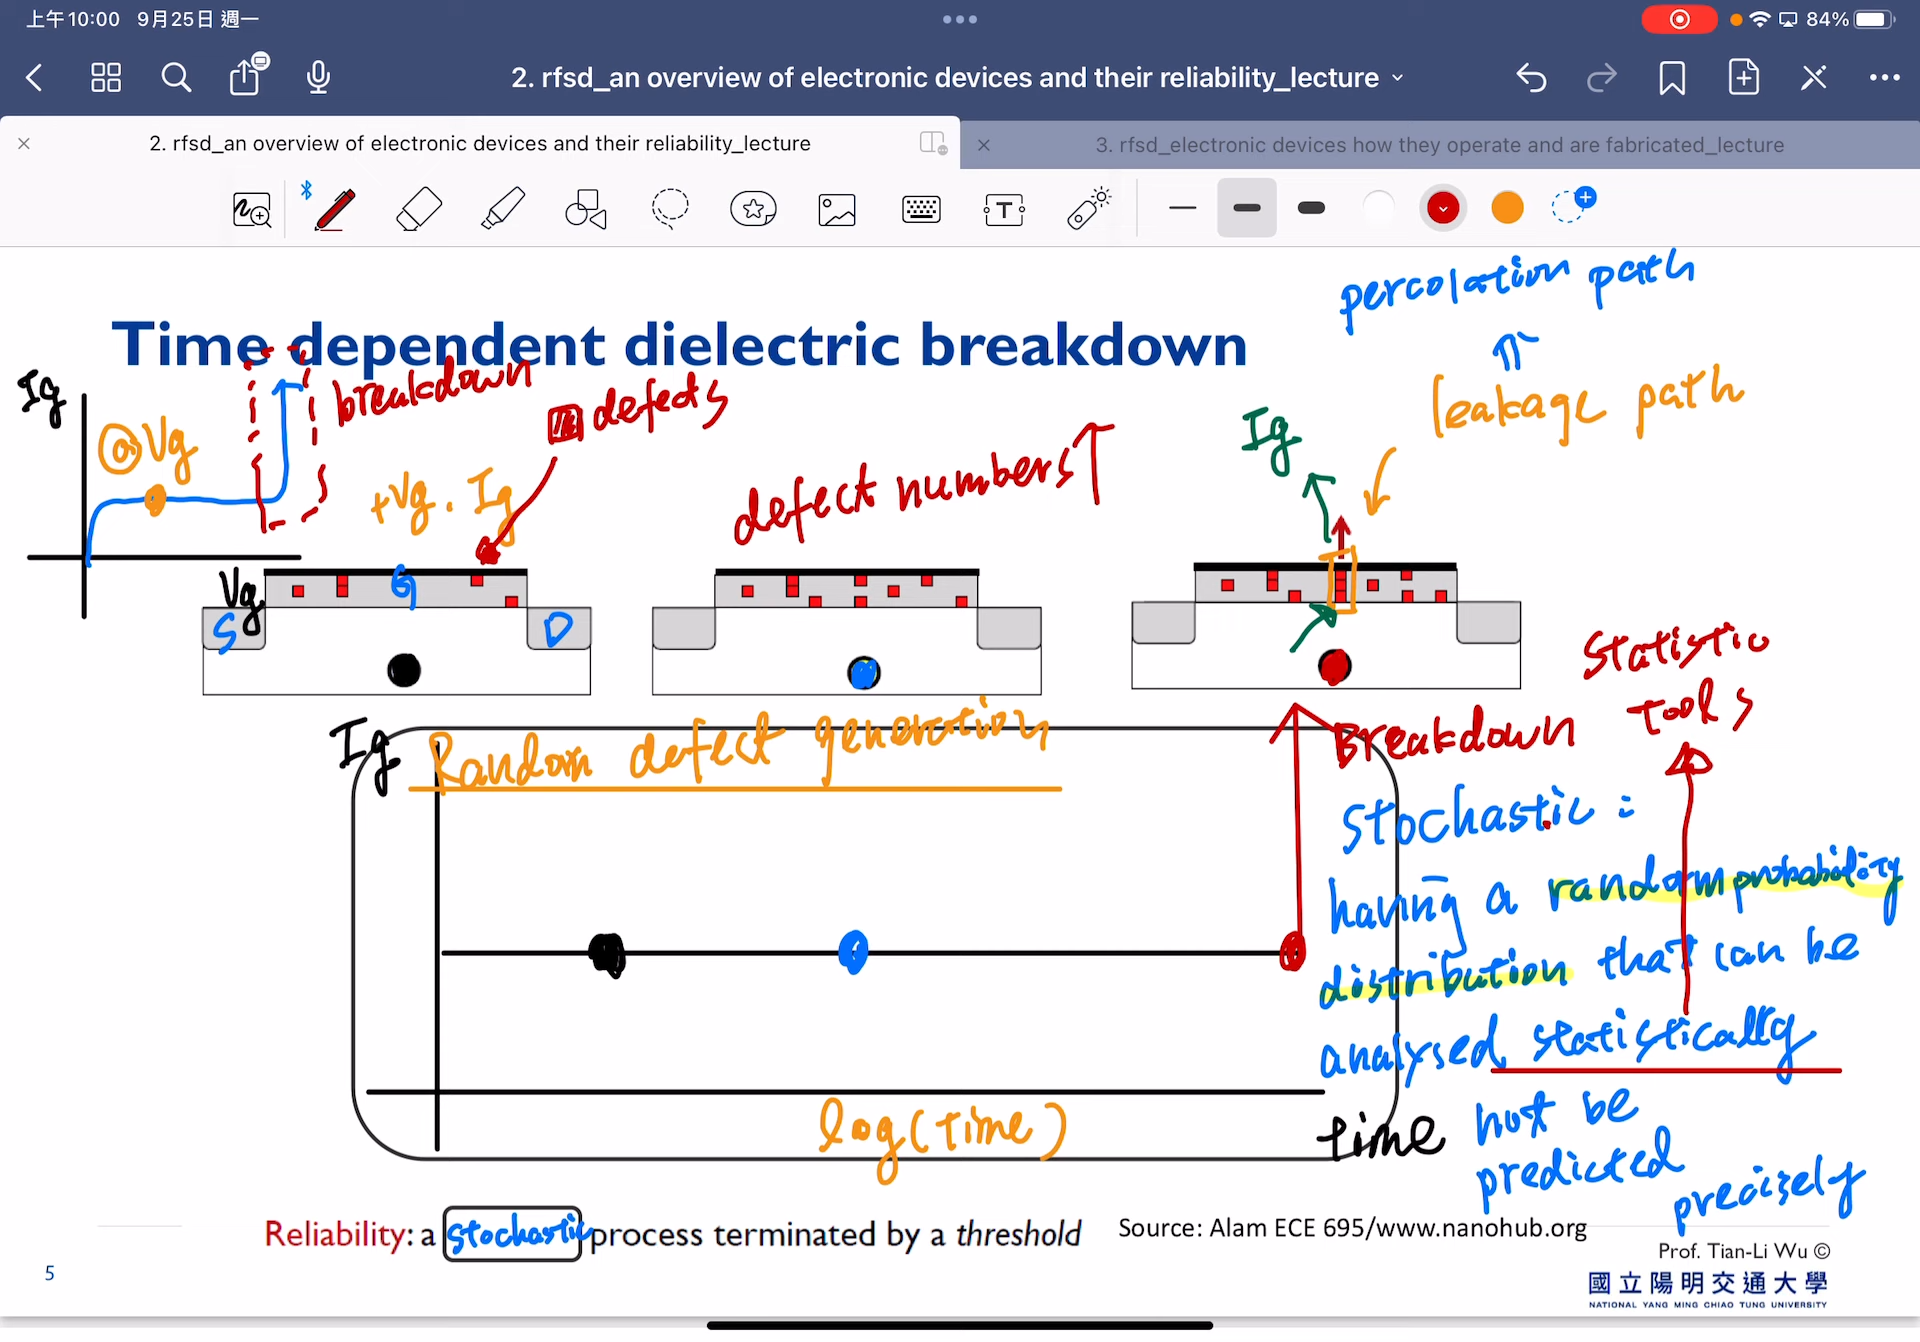 上午10:00 9月25日 週一
84%
2. rfsd_an overview of electronic devices and their reliability_lecture
2. rfsd_an overview of electronic devices and their reliability_lecture
3. rfsd_electronic devices how they operate and are fabricated_lecture
T
percolation path
Time dependent dielectric breakdown
leakage path
Ig
breakdown
defects
@Vg
Ig
+Vg. Ig
defect numbers↑
Vg
G
S
D
Statistic
Tools
Ig
Random defect generation
Breakdown
Stochastic:
having a random probability
distribution that can be
analysed statistically
log(time)
time
not be
predicted
precisely
Reliability: a stochastic process terminated by a threshold
Source: Alam ECE 695/www.nanohub.org
Prof. Tian-Li Wu ©
5
國立陽明交通大學
NATIONAL YANG MING CHIAO TUNG UNIVERSITY